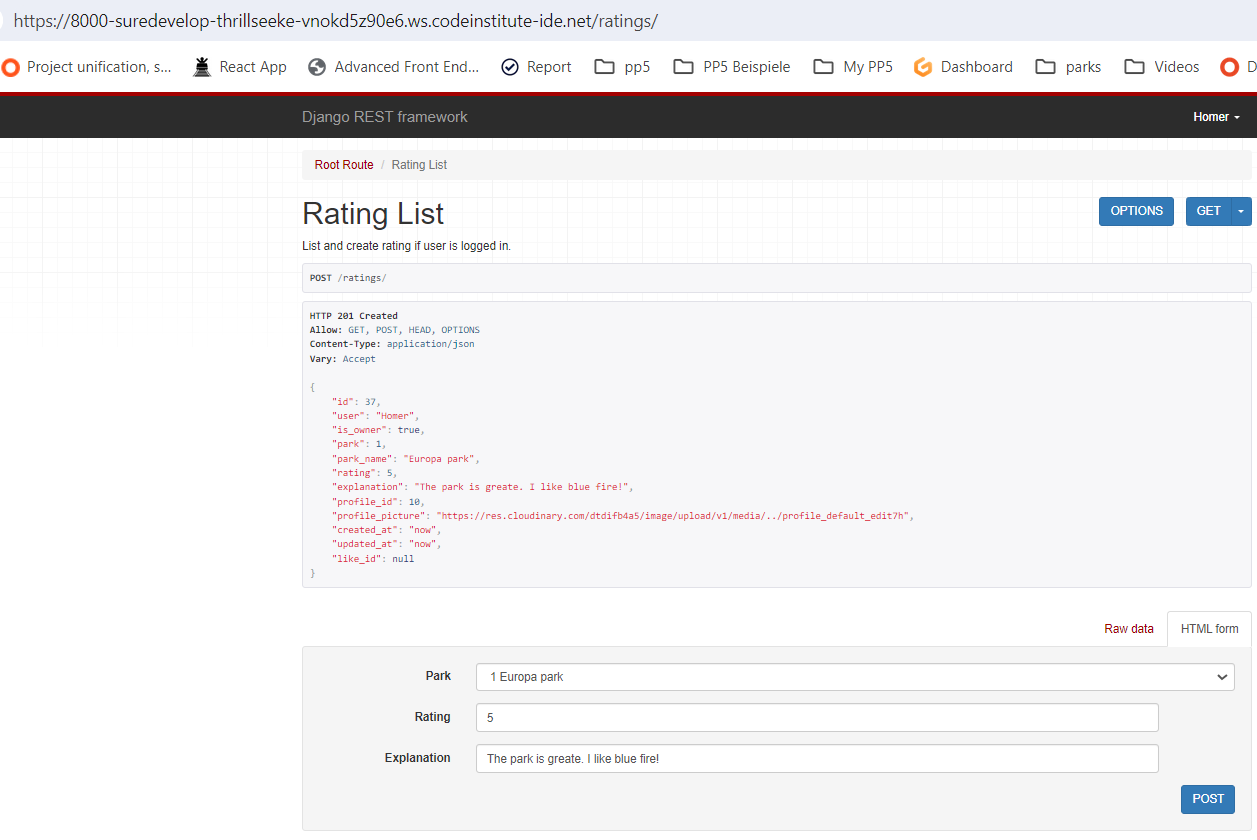 https://8000-suredevelop-thrillseeke-vnokd5z90e6.ws.codeinstitute-ide.net/ratings/
Project unification, s... React App Advanced Front End... Report pp5 PP5 Beispiele My PP5 Dashboard parks Videos D
Django REST framework Homer
Root Route / Rating List
Rating List OPTIONS GET
List and create rating if user is logged in.
POST /ratings/
HTTP 201 Created
Allow: GET, POST, HEAD, OPTIONS
Content-Type: application/json
Vary: Accept
{
"id": 37,
"user": "Homer",
"is_owner": true,
"park": 1,
"park_name": "Europa park",
"rating": 5,
"explanation": "The park is greate. I like blue fire!",
"profile_id": 10,
"profile_picture": "https://res.cloudinary.com/dtdifb4a5/image/upload/v1/media/../profile_default_edit7h",
"created_at": "now",
"updated_at": "now",
"like_id": null
}
Raw data HTML form
Park 1 Europa park
Rating 5
Explanation The park is greate. I like blue fire!
POST